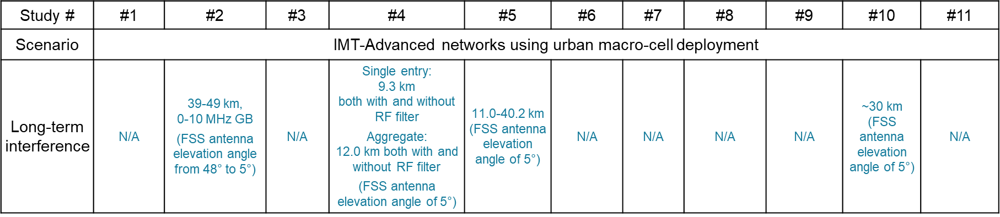 Study # #1 #2 #3 #4 #5 #6 #7 #8 #9 #10 #11
Scenario IMT-Advanced networks using urban macro-cell deployment
Long-term
interference
N/A
39-49 km,
0-10 MHz GB
(FSS antenna
elevation angle
from 48° to 5°)
N/A
Single entry:
9.3 km
both with and without
RF filter
Aggregate:
12.0 km both with and
without RF filter
(FSS antenna
elevation angle of 5°)
11.0-40.2 km
(FSS antenna
elevation
angle of 5°)
N/A
N/A
N/A
N/A
~30 km
(FSS
antenna
elevation
angle of 5°)
N/A